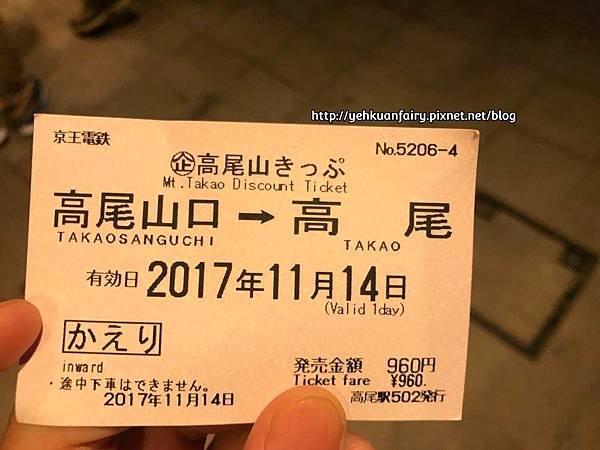 http://yehkuanfairy.pixnet.net/blog
京王電鉄
No.5206-4
企高尾山きっぷ
Mt.Takao Discount Ticket
高尾山口→高 尾
TAKAOSANGUCHI TAKAO
有効日 2017年11月14日
(Valid 1day)
かえり
inward
発売金額 960円
Ticket fare ¥960.
・途中下車はできません。
2017年11月14日
高尾駅502発行